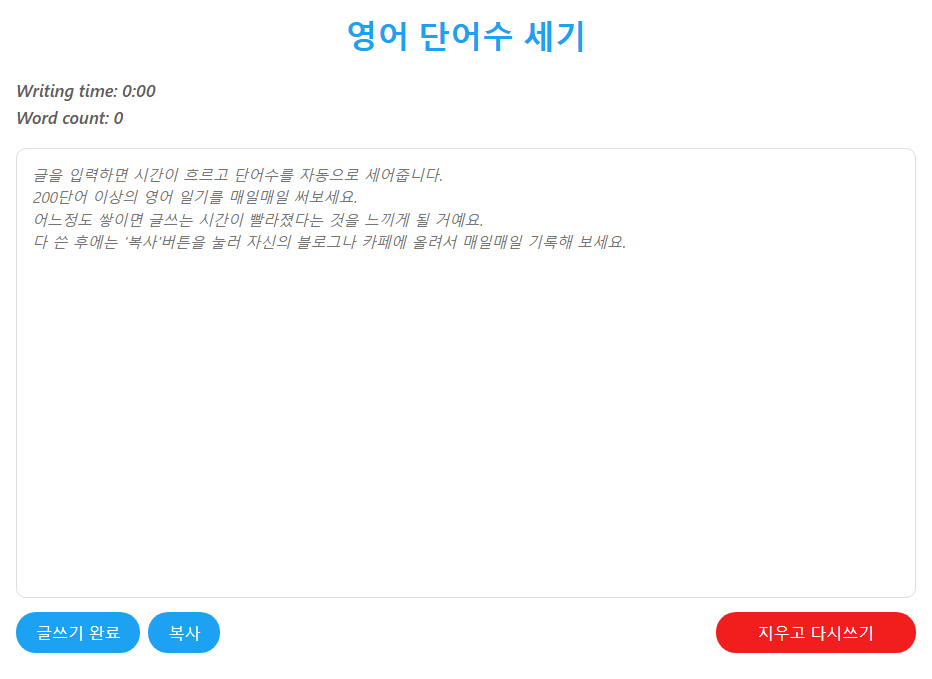 영어 단어수 세기
Writing time: 0:00
Word count: 0
글을 입력하면 시간이 흐르고 단어수를 자동으로 세어줍니다.
200단어 이상의 영어 일기를 매일매일 써보세요.
어느정도 쌓이면 글쓰는 시간이 빨라졌다는 것을 느끼게 될 거예요.
다 쓴 후에는 '복사'버튼을 눌러 자신의 블로그나 카페에 올려서 매일매일 기록해 보세요.
글쓰기 완료 복사 지우고 다시쓰기